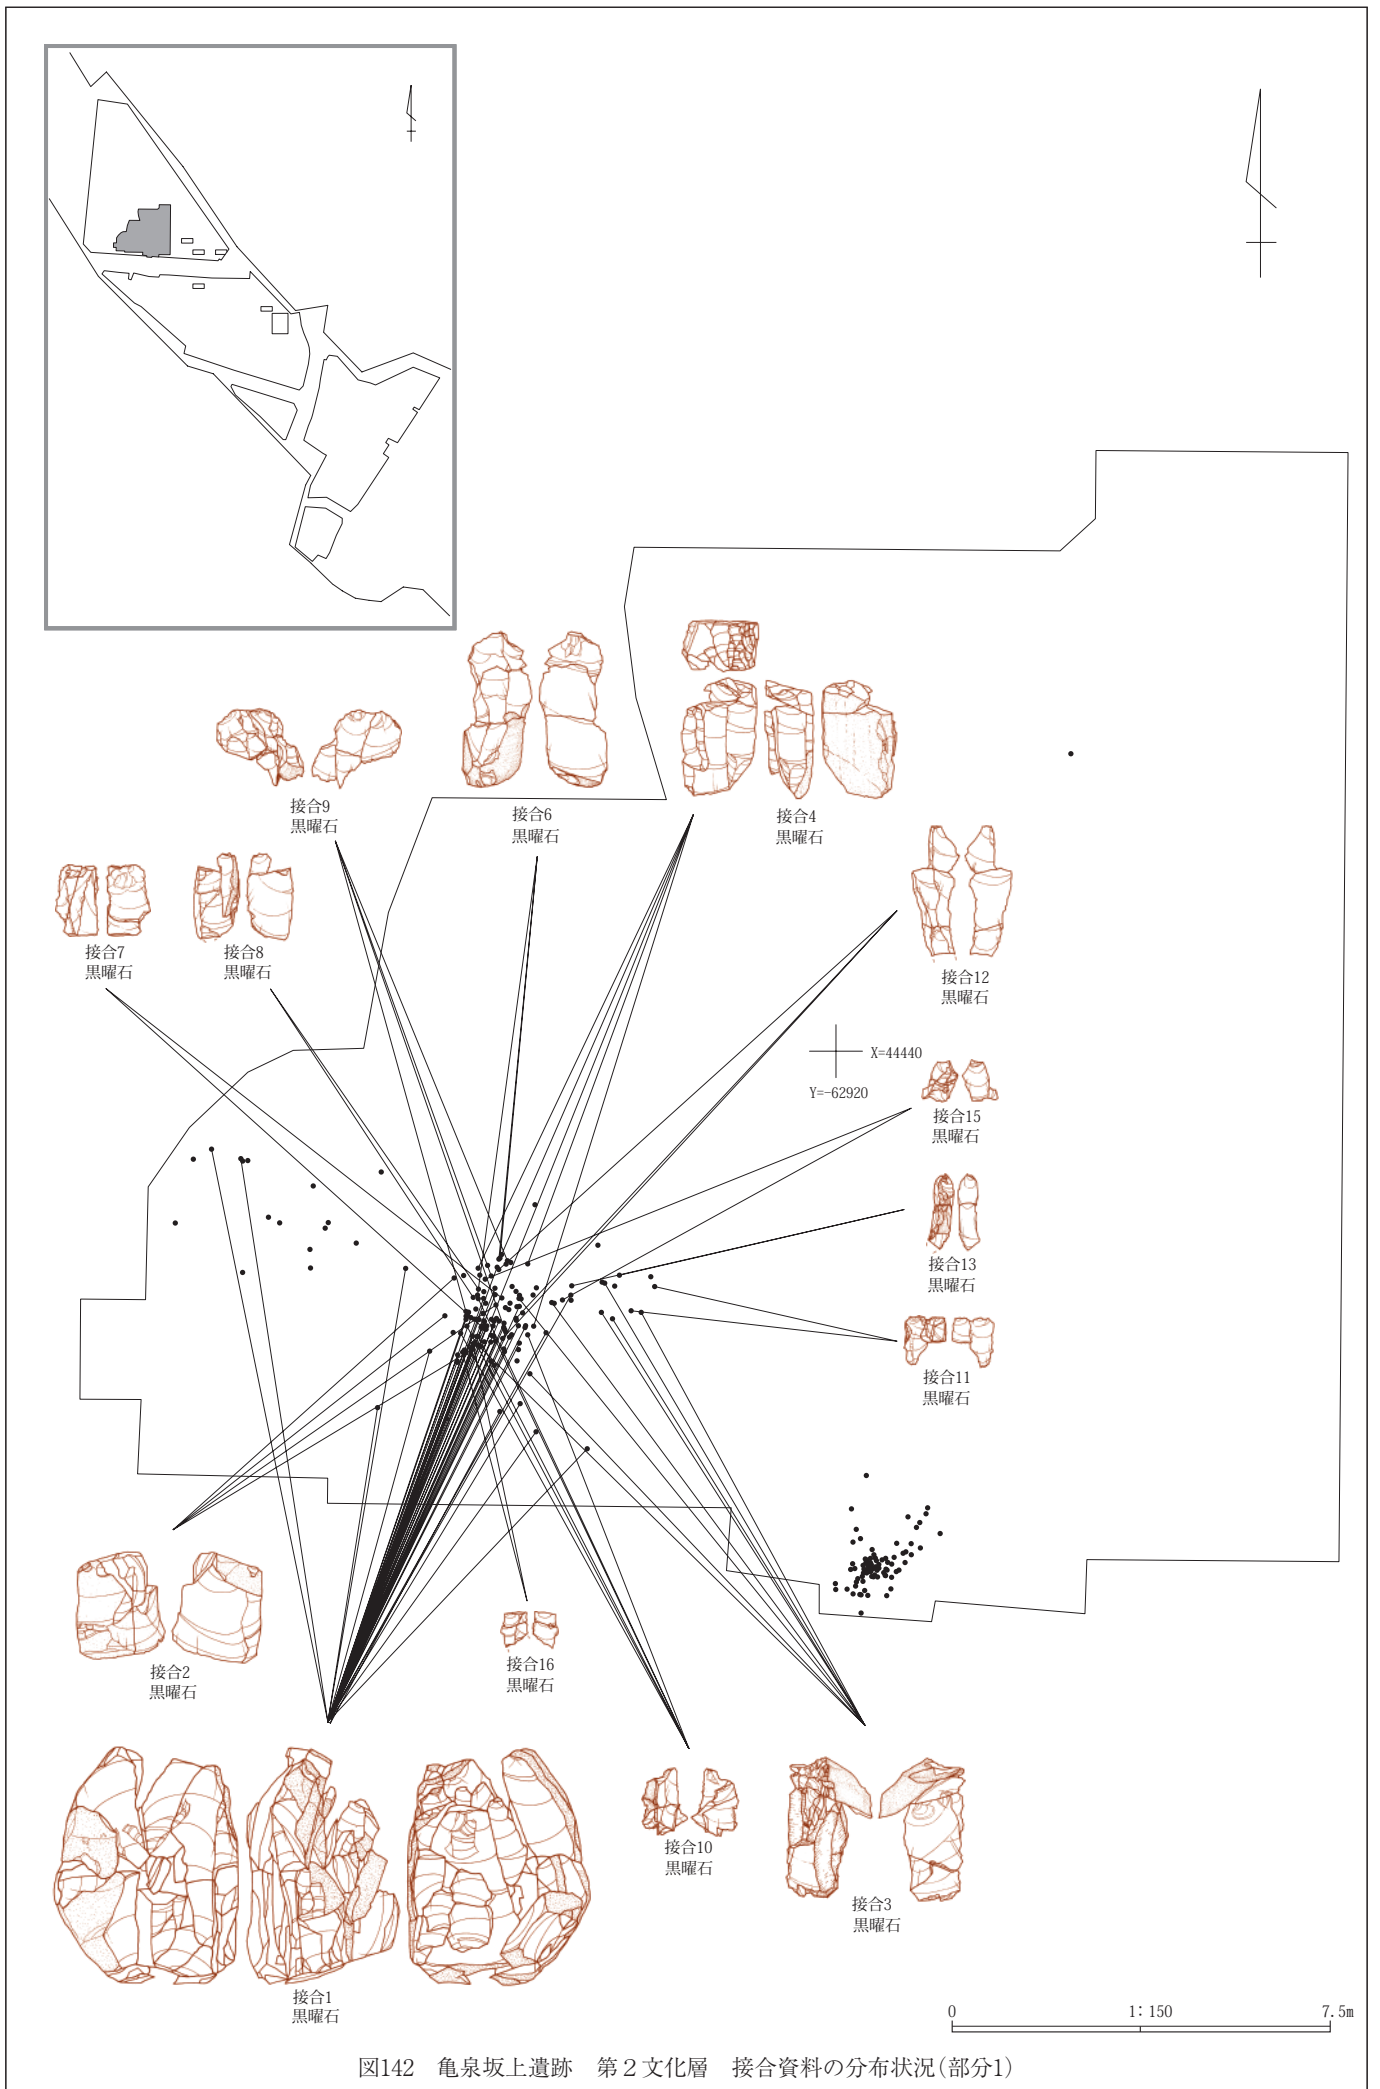 接合6
黒曜石
接合4
黒曜石
接合9
黒曜石
接合7
黒曜石
接合8
黒曜石
接合12
黒曜石
X=44440
Y=-62920
接合15
黒曜石
接合13
黒曜石
接合11
黒曜石
接合2
黒曜石
接合16
黒曜石
接合10
黒曜石
接合3
黒曜石
接合1
黒曜石
0 1:150 7.5m
図142 亀泉坂上遺跡 第2文化層 接合資料の分布状況(部分1)